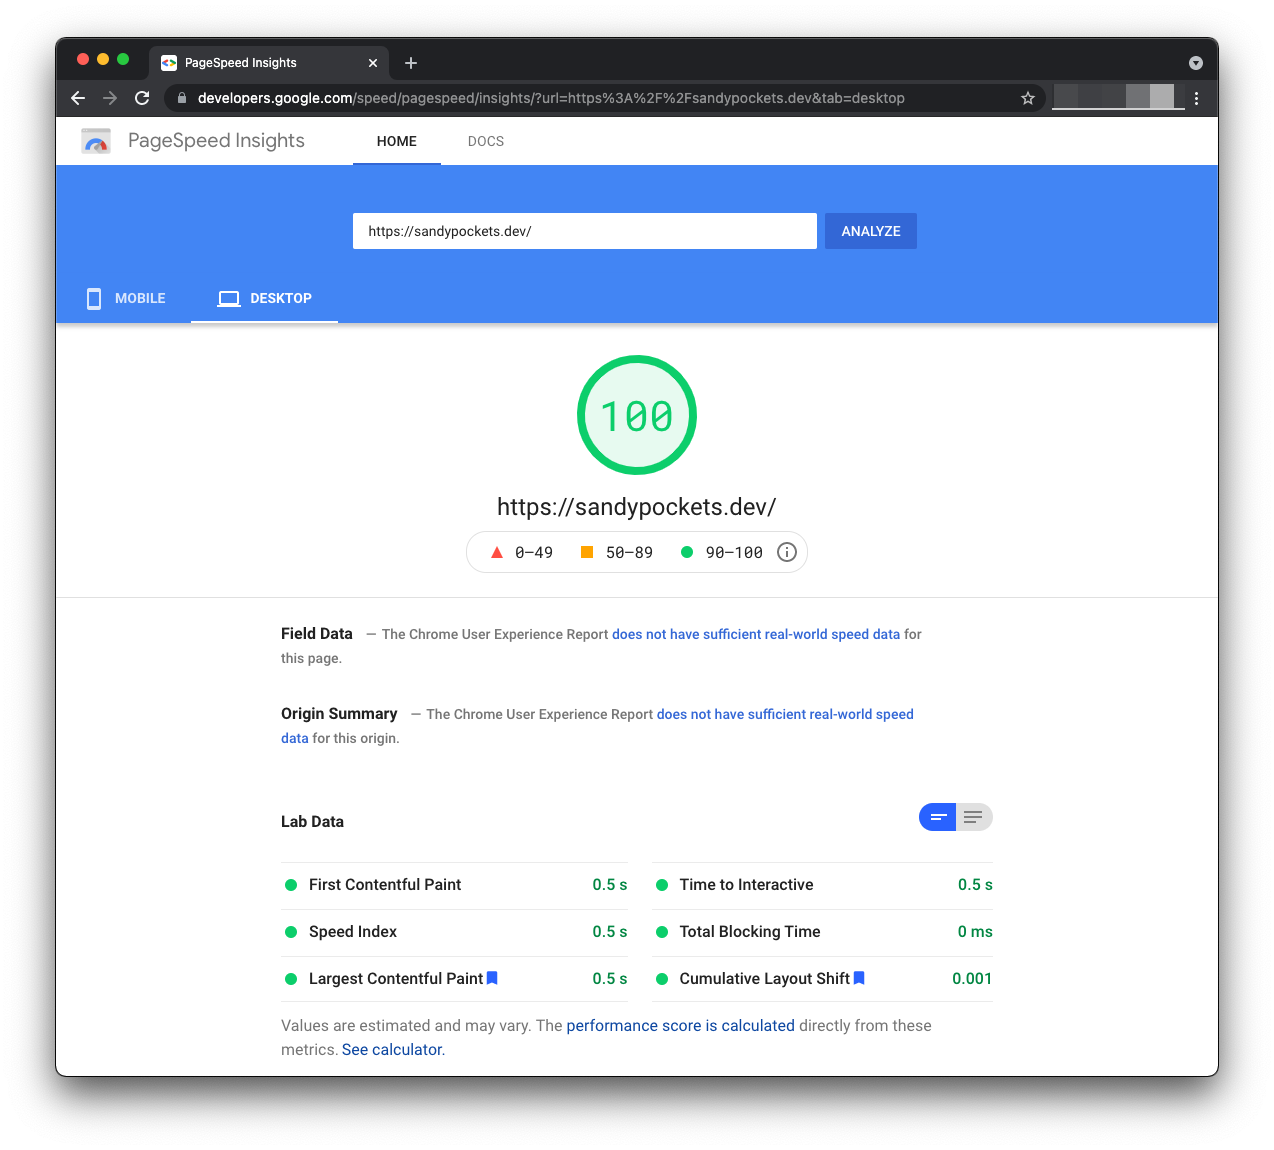 PageSpeed Insights
developers.google.com/speed/pagespeed/insights/?url=https%3A%2F%2Fsandypockets.dev&tab=desktop
PageSpeed Insights HOME DOCS
https://sandypockets.dev/ ANALYZE
MOBILE DESKTOP
100
https://sandypockets.dev/
0–49 50–89 90–100
Field Data — The Chrome User Experience Report does not have sufficient real-world speed data for
this page.
Origin Summary — The Chrome User Experience Report does not have sufficient real-world speed
data for this origin.
Lab Data
First Contentful Paint 0.5 s Time to Interactive 0.5 s
Speed Index 0.5 s Total Blocking Time 0 ms
Largest Contentful Paint 0.5 s Cumulative Layout Shift 0.001
Values are estimated and may vary. The performance score is calculated directly from these
metrics. See calculator.